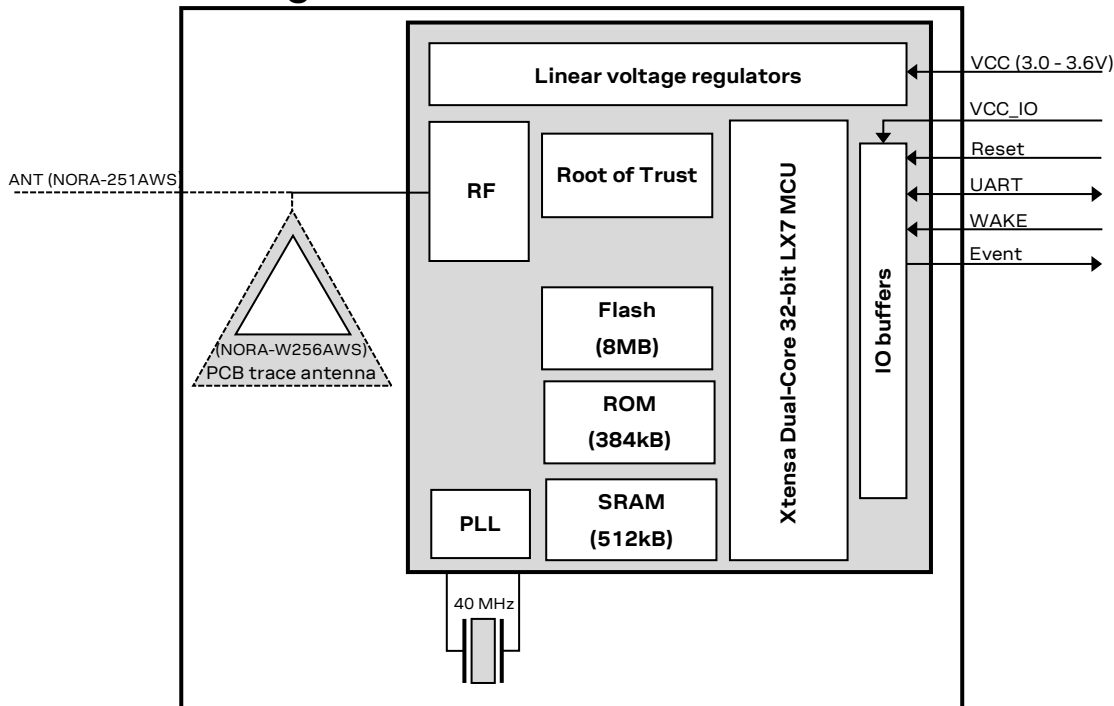 Linear voltage regulators
VCC (3.0 - 3.6V)
VCC_IO
Reset
UART
WAKE
Event
ANT (NORA-251AWS)
RF
Root of Trust
Xtensa Dual-Core 32-bit LX7 MCU
IO buffers
Flash
(8MB)
(NORA-W256AWS)
PCB trace antenna
ROM
(384kB)
PLL
SRAM
(512kB)
40 MHz